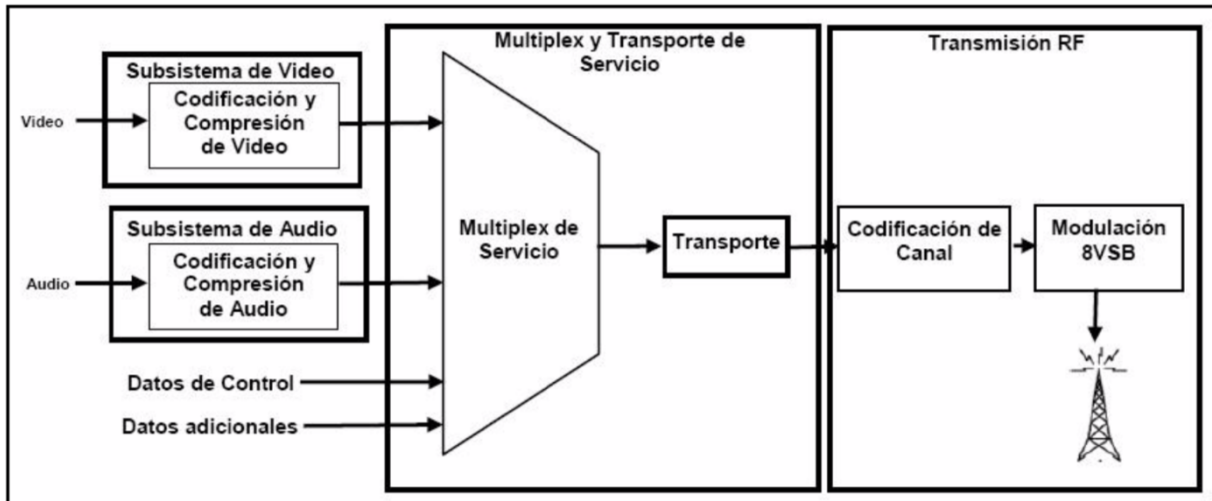 Multiplex y Transporte de
Servicio
Transmisión RF
Subsistema de Video
Codificación y
Compresión
de Video
Video
Subsistema de Audio
Codificación y
Compresión
de Audio
Audio
Datos de Control
Datos adicionales
Multiplex de
Servicio
Transporte
Codificación de
Canal
Modulación
8VSB